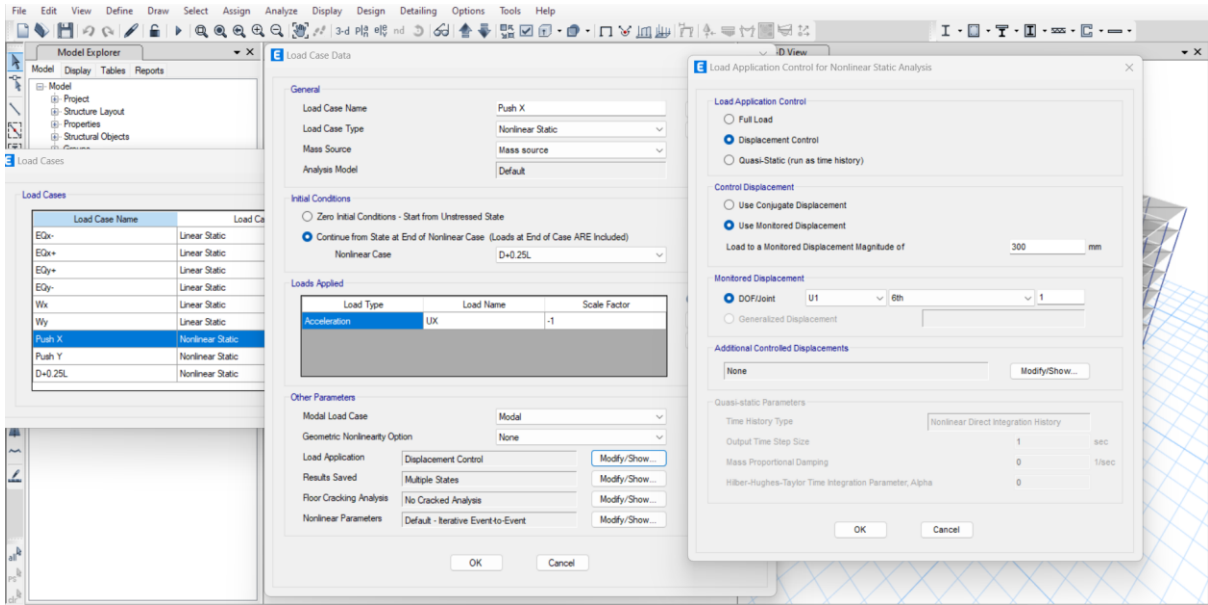 File Edit View Define Draw Select Assign Analyze Display Design Detailing Options Tools Help
3-d nd
Model Explorer
Model Display Tables Reports
Model
Project
Structure Layout
Properties
Structural Objects
Load Cases
Load Cases
Load Case Name Load Ca
EQx- Linear Static
EQx+ Linear Static
EQy+ Linear Static
EQy- Linear Static
Wx Linear Static
Wy Linear Static
Push X Nonlinear Static
Push Y Nonlinear Static
D+0.25L Nonlinear Static
all
Load Case Data
General
Load Case Name Push X
Load Case Type Nonlinear Static
Mass Source Mass source
Analysis Model Default
Initial Conditions
Zero Initial Conditions - Start from Unstressed State
Continue from State at End of Nonlinear Case (Loads at End of Case ARE Included)
Nonlinear Case D+0.25L
Loads Applied
Load Type Load Name Scale Factor
Acceleration UX -1
Other Parameters
Modal Load Case Modal
Geometric Nonlinearity Option None
Load Application Displacement Control Modify/Show...
Results Saved Multiple States Modify/Show...
Floor Cracking Analysis No Cracked Analysis Modify/Show...
Nonlinear Parameters Default - Iterative Event-to-Event Modify/Show...
OK Cancel
-D View
Load Application Control for Nonlinear Static Analysis
Load Application Control
Full Load
Displacement Control
Quasi-Static (run as time history)
Control Displacement
Use Conjugate Displacement
Use Monitored Displacement
Load to a Monitored Displacement Magnitude of 300 mm
Monitored Displacement
DOF/Joint U1 6th 1
Generalized Displacement
Additional Controlled Displacements
None Modify/Show...
Quasi-static Parameters
Time History Type Nonlinear Direct Integration History
Output Time Step Size 1 sec
Mass Proportional Damping 0 1/sec
Hilber-Hughes-Taylor Time Integration Parameter, Alpha 0
OK Cancel